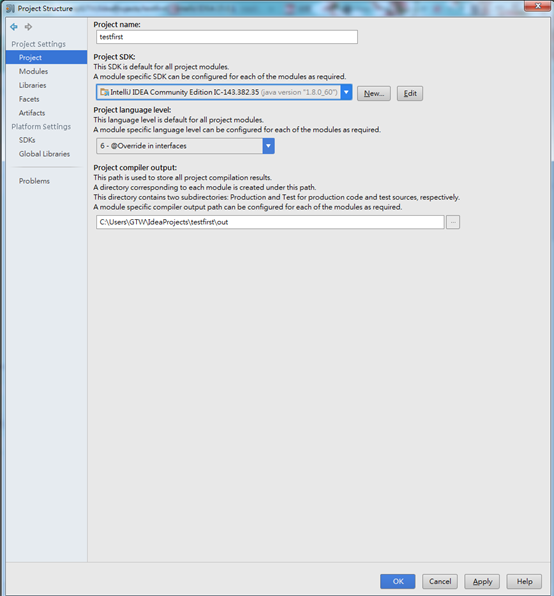 Project Structure
Project Settings
Project
Modules
Libraries
Facets
Artifacts
Platform Settings
SDKs
Global Libraries
Problems
Project name:
testfirst
Project SDK:
This SDK is default for all project modules.
A module specific SDK can be configured for each of the modules as required.
IntelliJ IDEA Community Edition IC-143.382.35 (java version "1.8.0_60")
New...
Edit
Project language level:
This language level is default for all project modules.
A module specific language level can be configured for each of the modules as required.
6 - @Override in interfaces
Project compiler output:
This path is used to store all project compilation results.
A directory corresponding to each module is created under this path.
This directory contains two subdirectories: Production and Test for production code and test sources, respectively.
A module specific compiler output path can be configured for each of the modules as required.
C:\Users\GTW\IdeaProjects\testfirst\out
...
OK
Cancel
Apply
Help